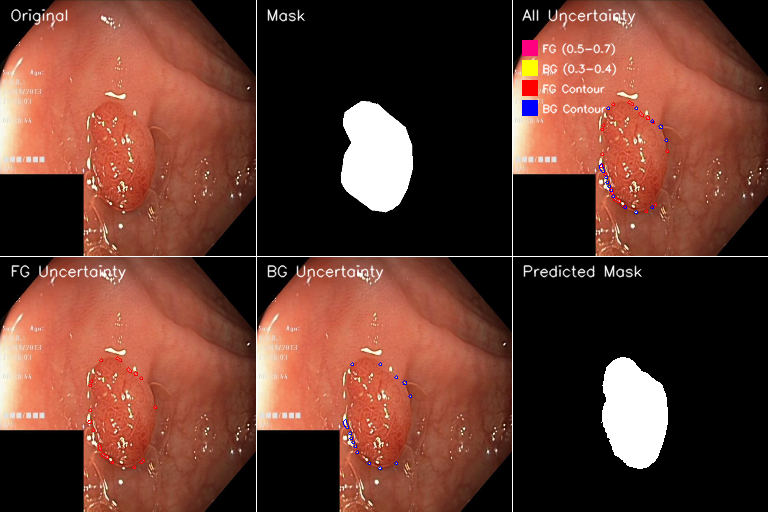 Original
Mask
All Uncertainty
FG (0.5-0.7)
BG (0.3-0.4)
FG Contour
BG Contour
FG Uncertainty
BG Uncertainty
Predicted Mask